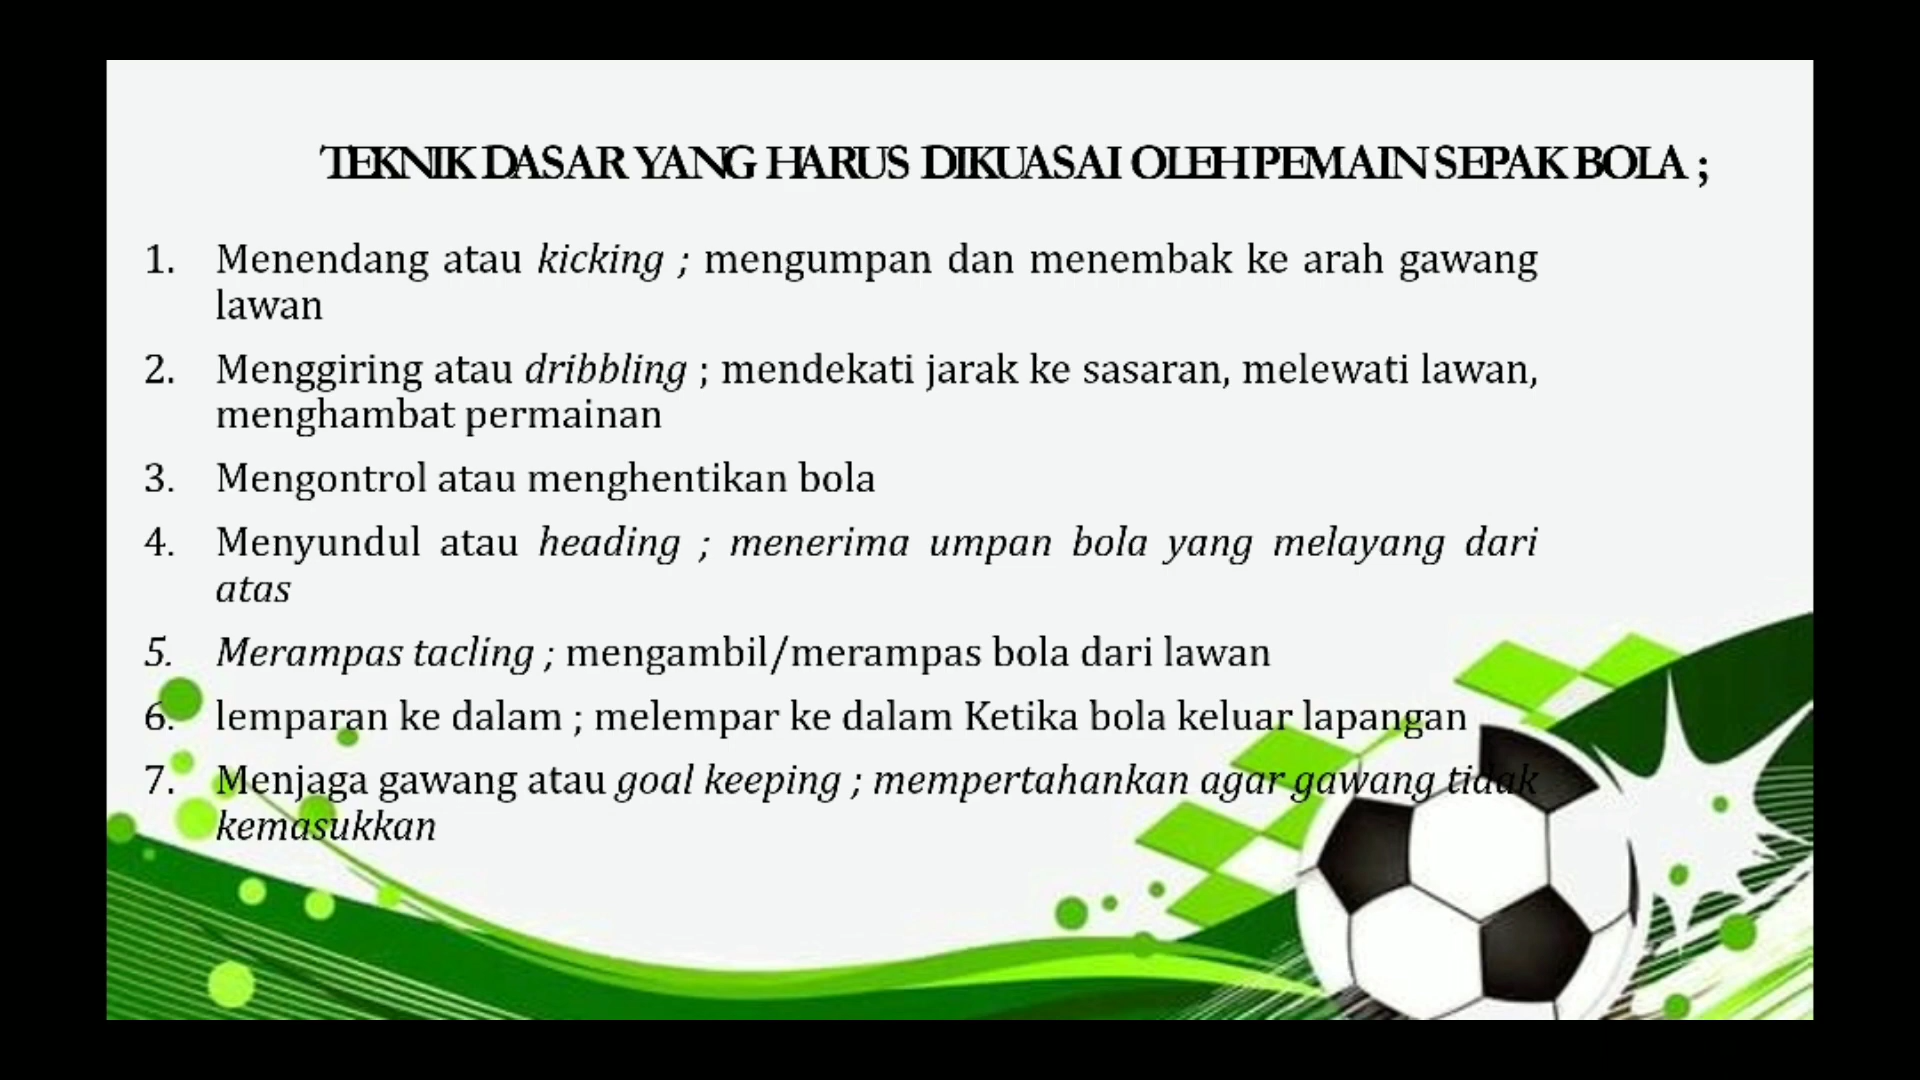 TEKNIK DASAR YANG HARUS DIKUASAI OLEH PEMAIN SEPAK BOLA ;
1. Menendang atau kicking ; mengumpan dan menembak ke arah gawang
lawan
2. Menggiring atau dribbling ; mendekati jarak ke sasaran, melewati lawan,
menghambat permainan
3. Mengontrol atau menghentikan bola
4. Menyundul atau heading ; menerima umpan bola yang melayang dari
atas
5. Merampas tacling ; mengambil/merampas bola dari lawan
6. lemparan ke dalam ; melempar ke dalam Ketika bola keluar lapangan
7. Menjaga gawang atau goal keeping ; mempertahankan agar gawang tidak
kemasukkan